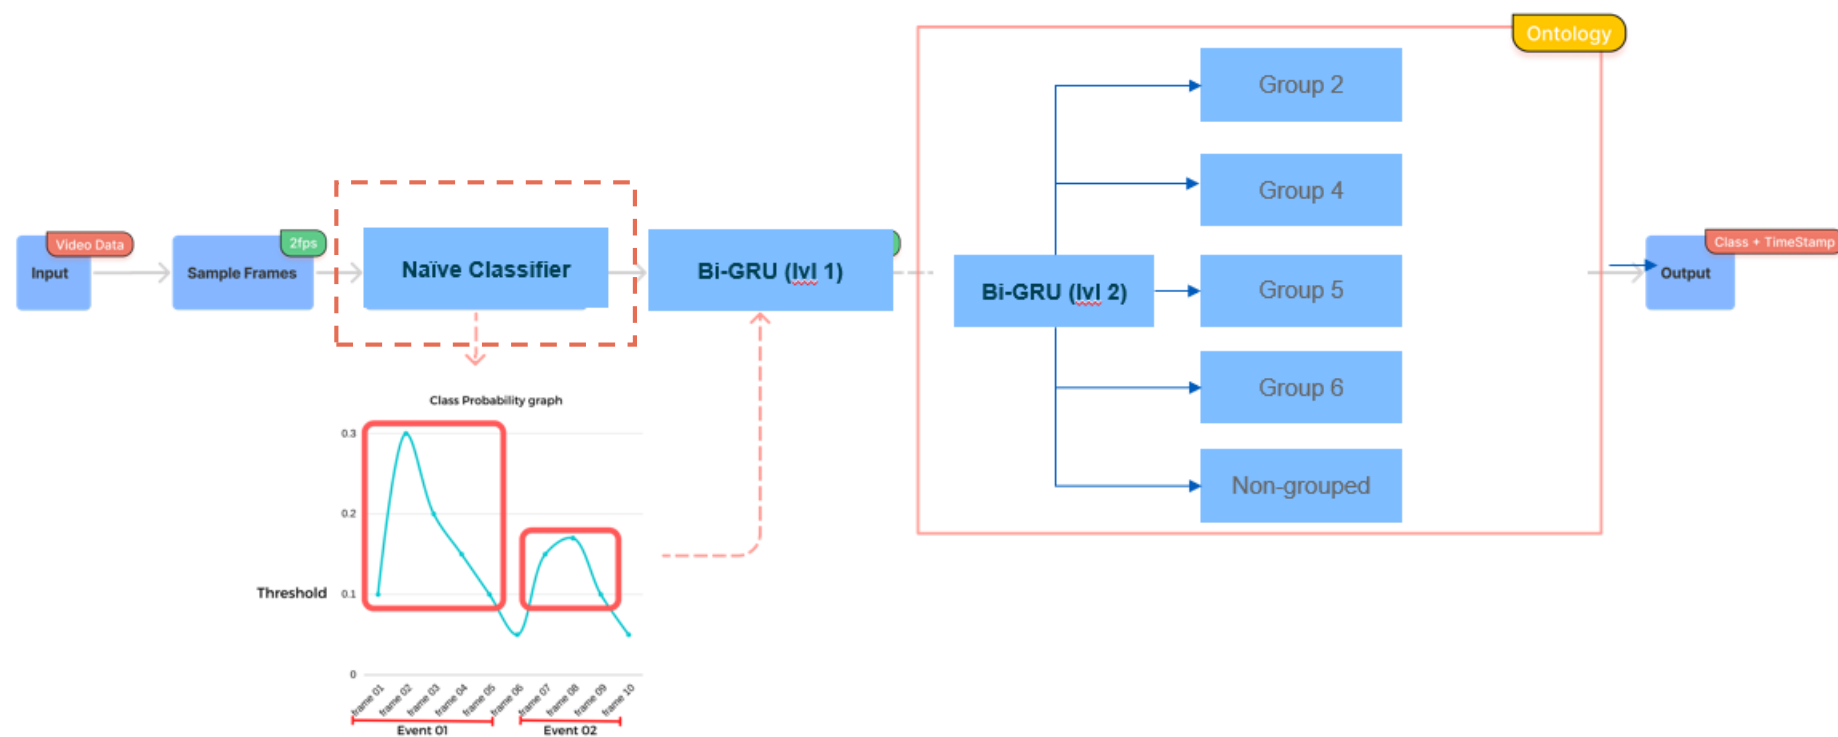 Ontology
Group 2
Group 4
Video Data
2fps
Class + TimeStamp
Input
Sample Frames
Naïve Classifier
Bi-GRU (lvl 1)
Bi-GRU (lvl 2)
Group 5
Output
Group 6
Non-grouped
Class Probability graph
0.3
0.2
Threshold
0.1
0
frame 01
frame 02
frame 03
frame 04
frame 05
frame 06
frame 07
frame 08
frame 09
frame 10
Event 01
Event 02